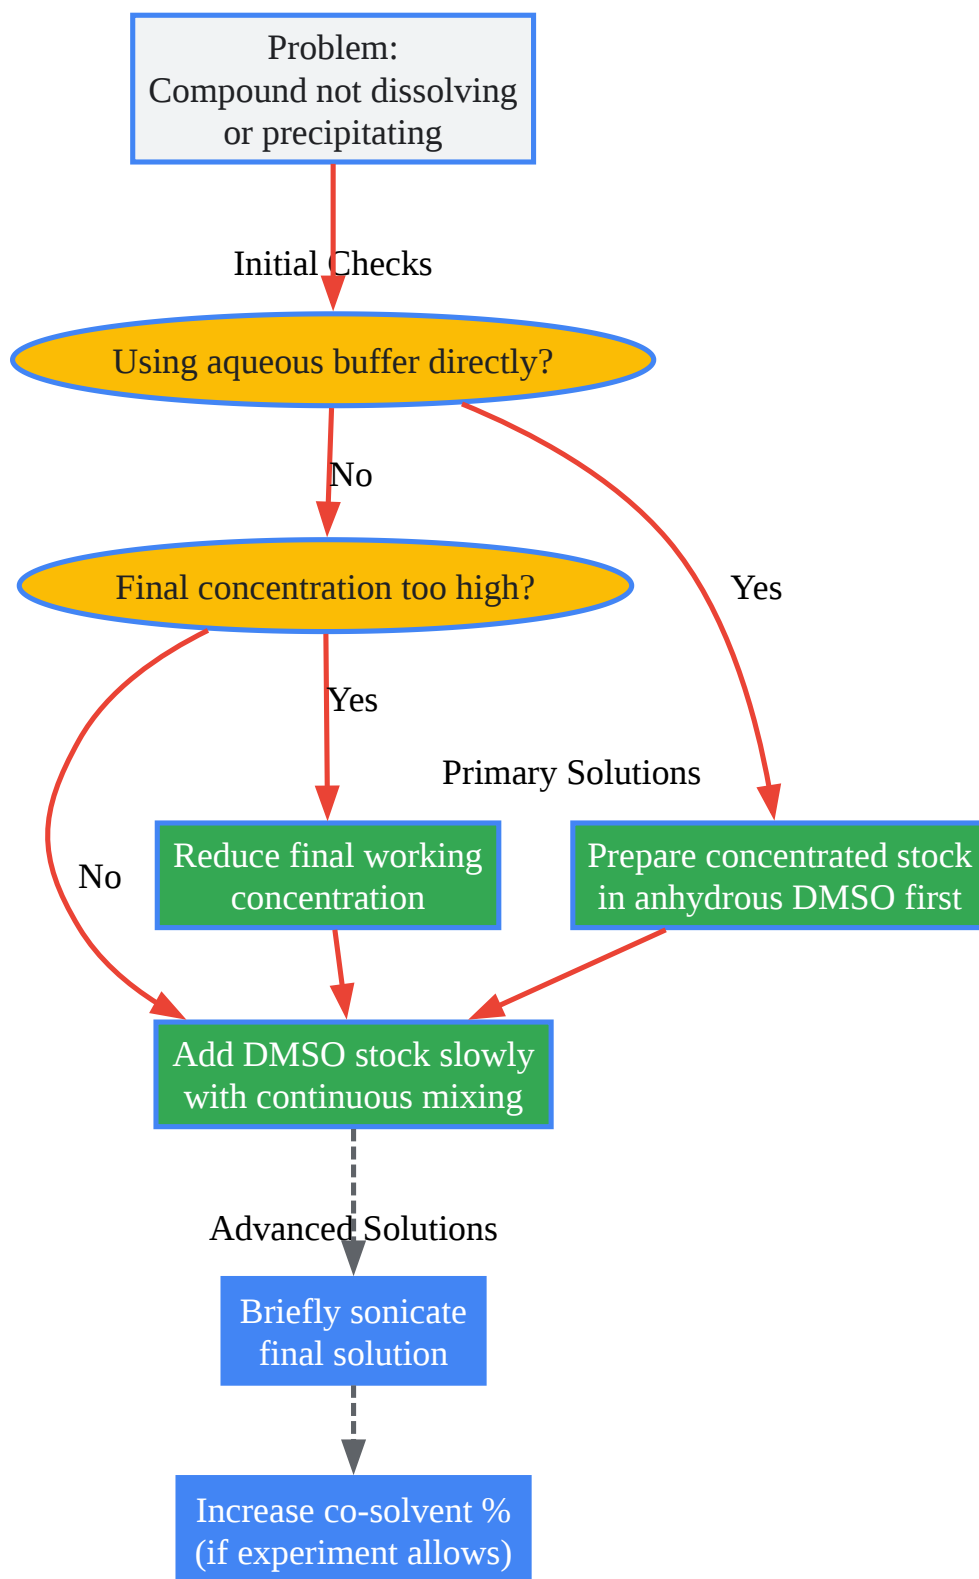 Problem:
Compound not dissolving
or precipitating
Initial Checks
Using aqueous buffer directly?
No
Final concentration too high?
Yes
Yes
Primary Solutions
Reduce final working
concentration
Prepare concentrated stock
in anhydrous DMSO first
No
Add DMSO stock slowly
with continuous mixing
Advanced Solutions
Briefly sonicate
final solution
Increase co-solvent %
(if experiment allows)